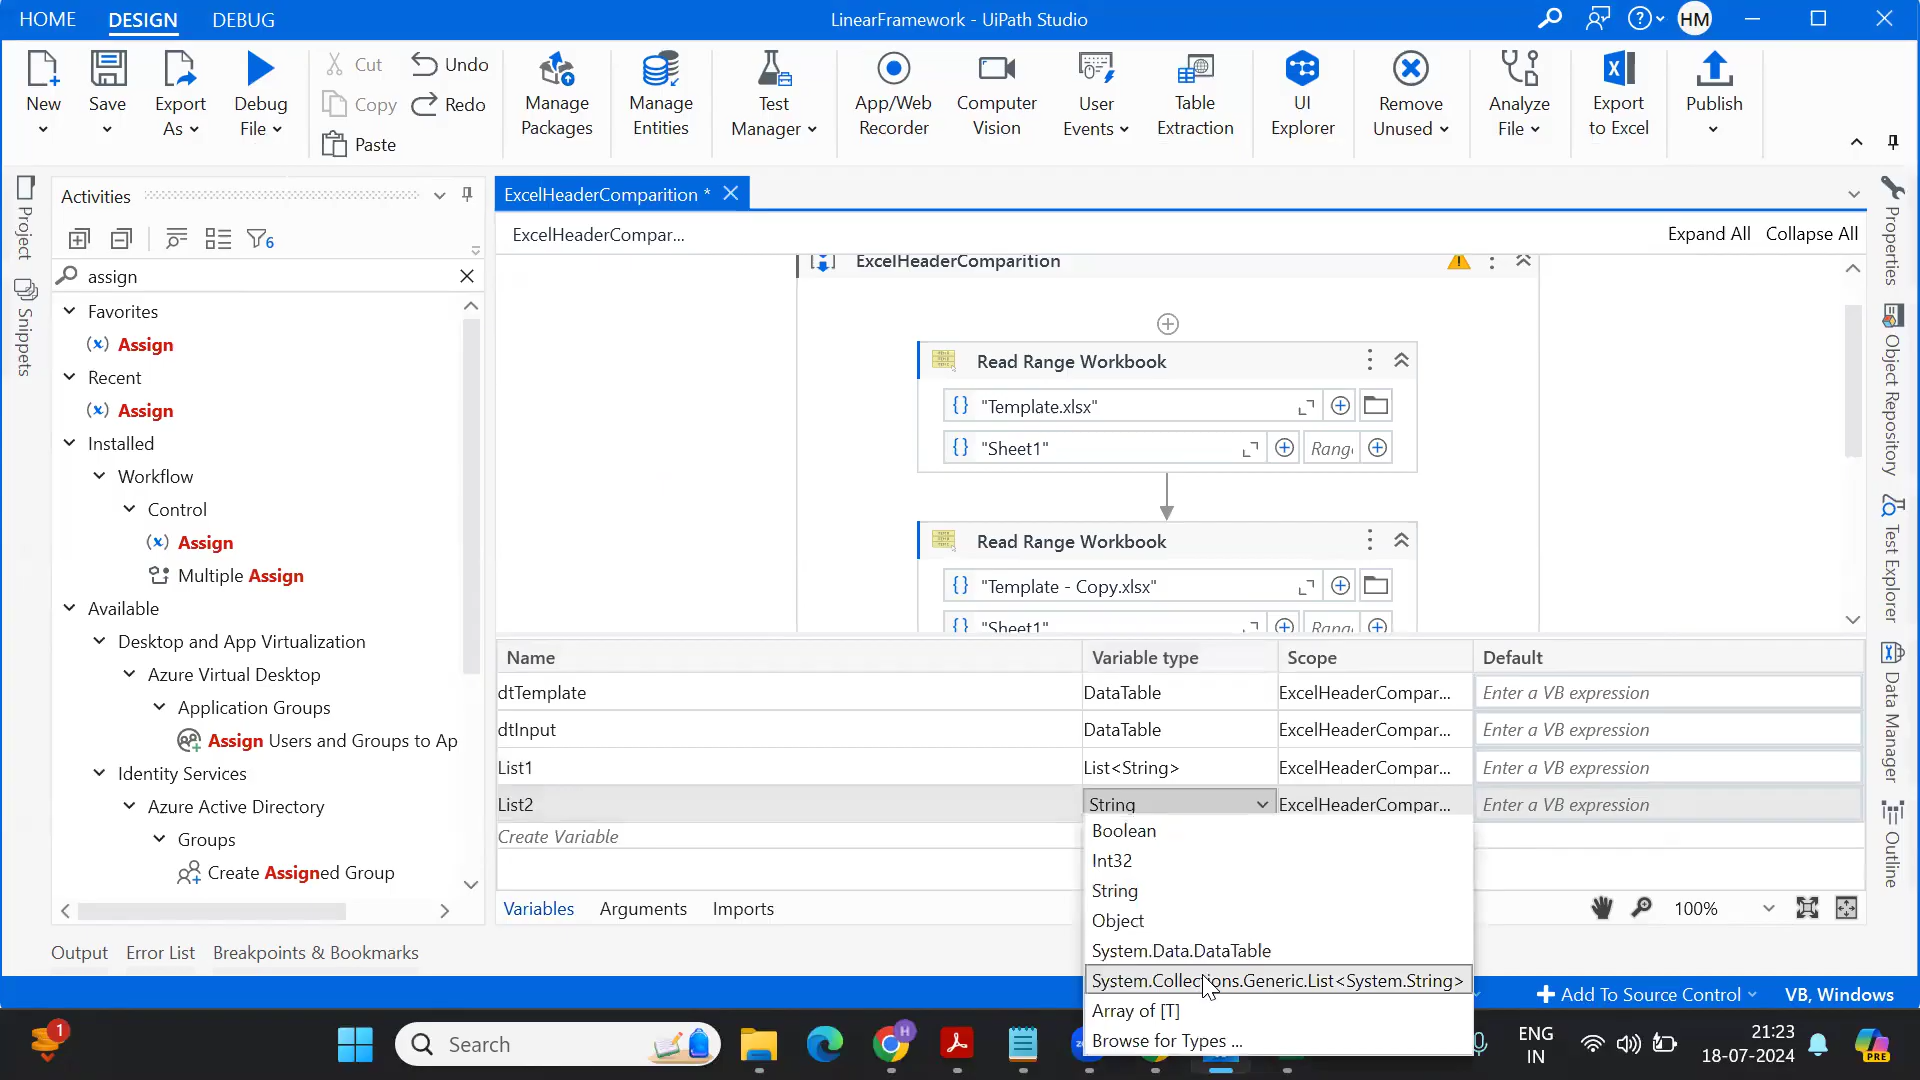 HOME DESIGN DEBUG LinearFramework - UiPath Studio HM
New
Save
Export As
Debug File
Cut
Copy
Paste
Undo
Redo
Manage Packages
Manage Entities
Test Manager
App/Web Recorder
Computer Vision
User Events
Table Extraction
UI Explorer
Remove Unused
Analyze File
Export to Excel
Publish
Project
Snippets
Activities
6
assign
Favorites
(x) Assign
Recent
(x) Assign
Installed
Workflow
Control
(x) Assign
Multiple Assign
Available
Desktop and App Virtualization
Azure Virtual Desktop
Application Groups
Assign Users and Groups to Ap
Identity Services
Azure Active Directory
Groups
Create Assigned Group
ExcelHeaderComparition *
ExcelHeaderCompar... Expand All Collapse All
ExcelHeaderComparition
Read Range Workbook
{} "Template.xlsx"
{} "Sheet1" Rang
Read Range Workbook
{} "Template - Copy.xlsx"
{} "Sheet1" Rang
Name Variable type Scope Default
dtTemplate DataTable ExcelHeaderCompar... Enter a VB expression
dtInput DataTable ExcelHeaderCompar... Enter a VB expression
List1 List<String> ExcelHeaderCompar... Enter a VB expression
List2 String ExcelHeaderCompar... Enter a VB expression
Create Variable
Boolean
Int32
String
Object
System.Data.DataTable
System.Collections.Generic.List<System.String>
Array of [T]
Browse for Types ...
Variables Arguments Imports 100%
Properties
Object Repository
Test Explorer
Data Manager
Outline
Output Error List Breakpoints & Bookmarks
Add To Source Control VB, Windows
1
Search
H
ENG
IN
21:23
18-07-2024
PRE